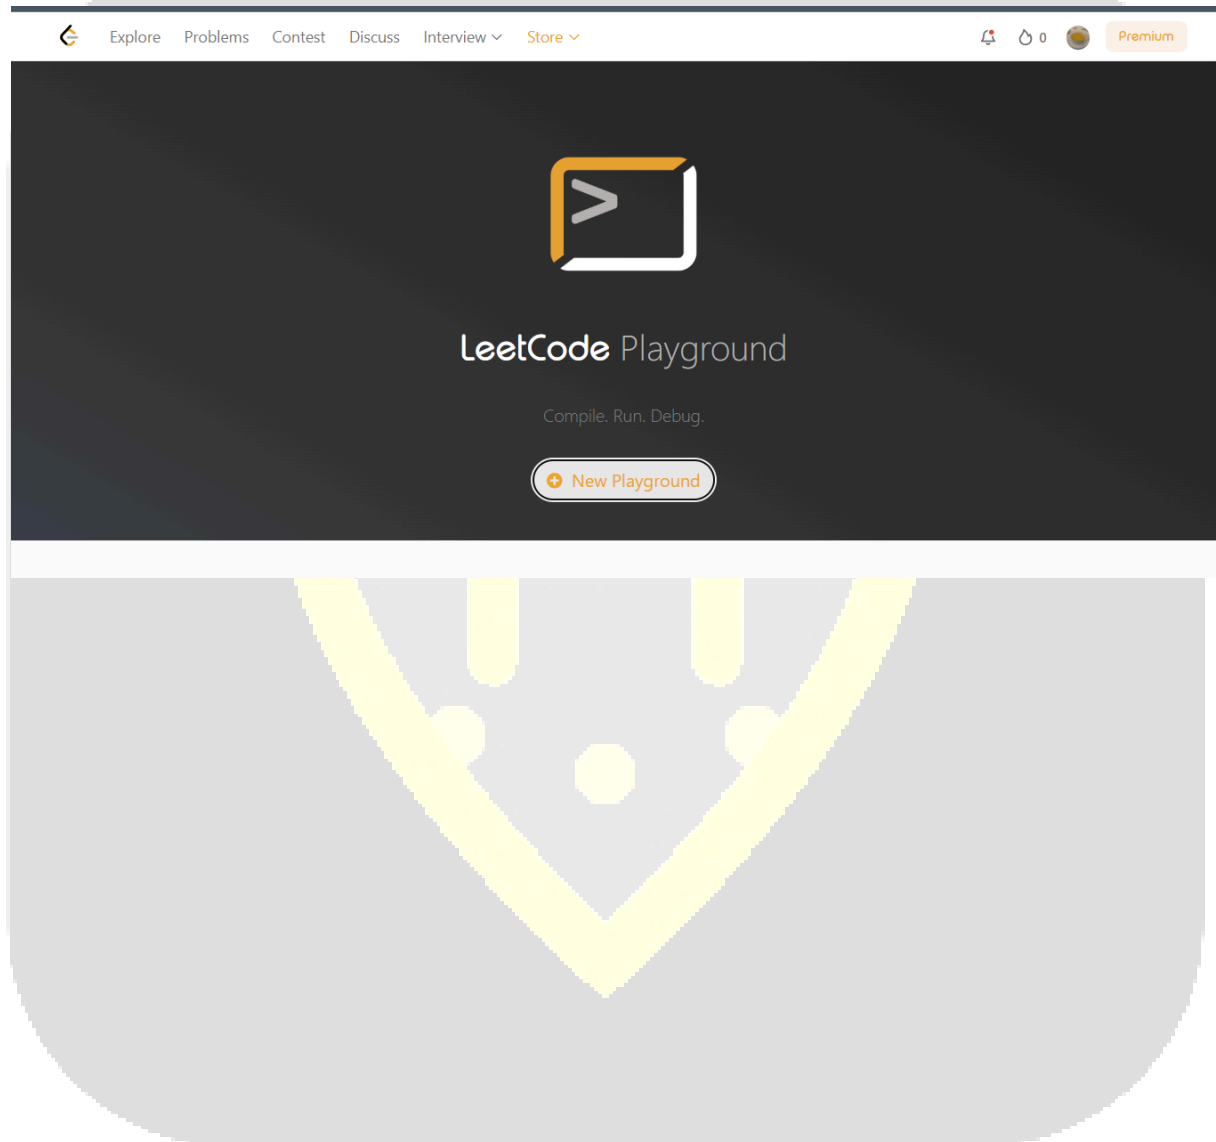 Explore Problems Contest Discuss Interview Store 0 Premium
LeetCode Playground
Compile. Run. Debug.
New Playground